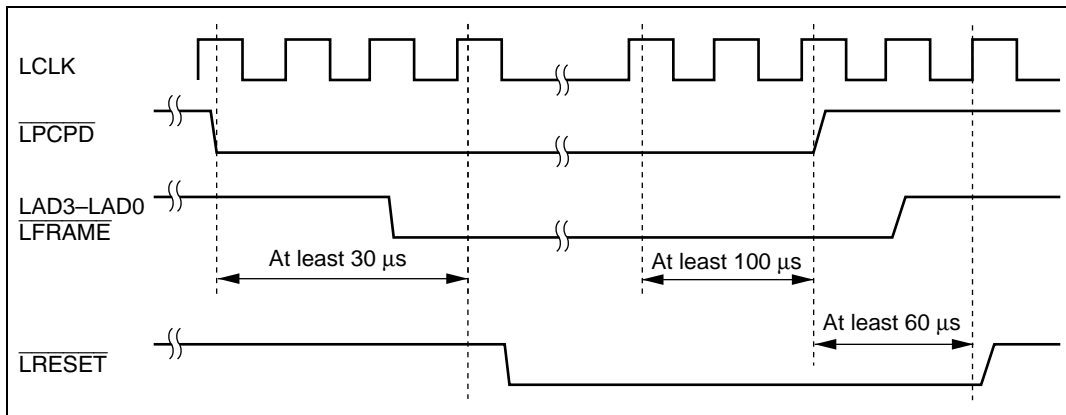 LCLK
LPCPD
LAD3–LAD0
LFRAME
At least 30 μs
At least 100 μs
At least 60 μs
LRESET